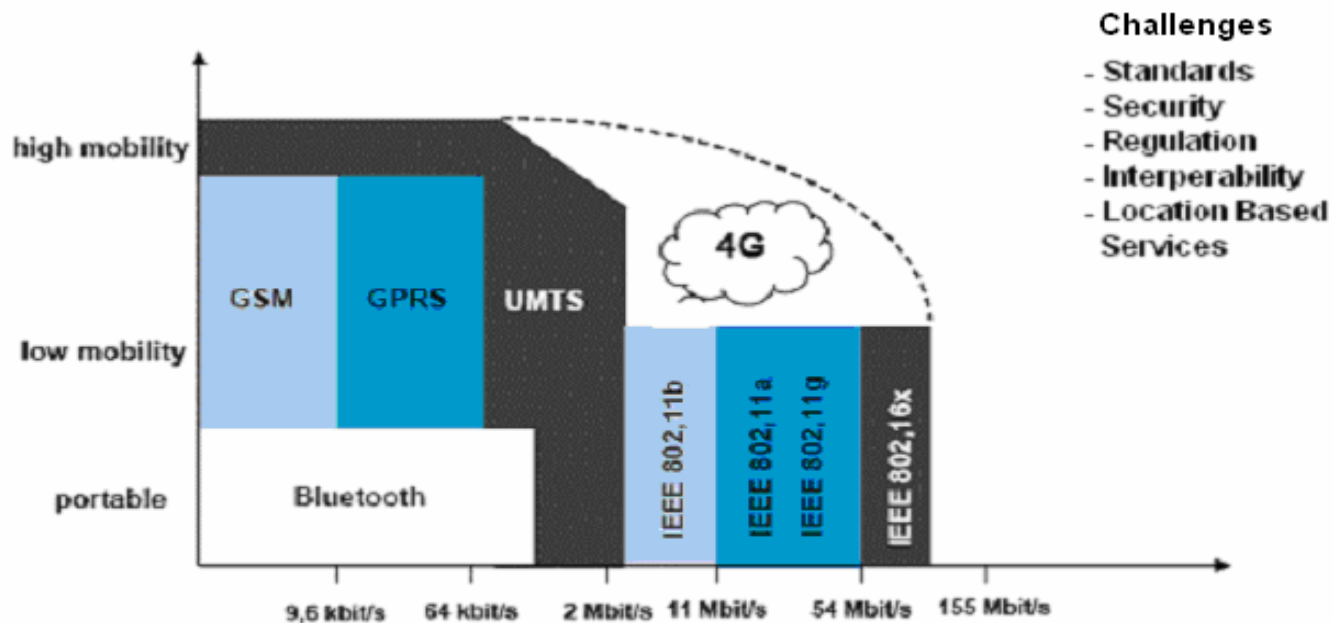 Challenges
- Standards
- Security
- Regulation
- Interperability
- Location Based
Services
high mobility
low mobility
portable
GSM
GPRS
UMTS
4G
Bluetooth
IEEE 802,11b
IEEE 802,11a
IEEE 802,11g
IEEE 802,16x
9,6 kbit/s
64 kbit/s
2 Mbit/s
11 Mbit/s
54 Mbit/s
155 Mbit/s